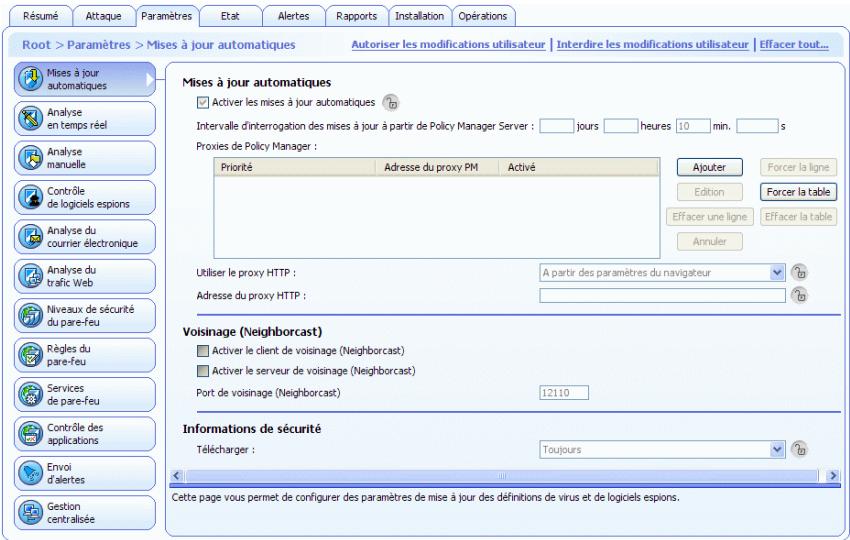 Résumé Attaque Paramètres Etat Alertes Rapports Installation Opérations
Root > Paramètres > Mises à jour automatiques
Autoriser les modifications utilisateur | Interdire les modifications utilisateur | Effacer tout...
Mises à jour
automatiques
Analyse
en temps réel
Analyse
manuelle
Contrôle
de logiciels espions
Analyse du
courrier électronique
Analyse du
trafic Web
Niveaux de sécurité
du pare-feu
Règles du
pare-feu
Services
de pare-feu
Contrôle des
applications
Envoi
d'alertes
Gestion
centralisée
Mises à jour automatiques
Activer les mises à jour automatiques
Intervalle d'interrogation des mises à jour à partir de Policy Manager Server : jours heures 10 min. s
Proxies de Policy Manager :
Priorité Adresse du proxy PM Activé
Ajouter Forcer la ligne
Edition Forcer la table
Effacer une ligne Effacer la table
Annuler
Utiliser le proxy HTTP : A partir des paramètres du navigateur
Adresse du proxy HTTP :
Voisinage (Neighborcast)
Activer le client de voisinage (Neighborcast)
Activer le serveur de voisinage (Neighborcast)
Port de voisinage (Neighborcast) 12110
Informations de sécurité
Télécharger : Toujours
Cette page vous permet de configurer des paramètres de mise à jour des définitions de virus et de logiciels espions.